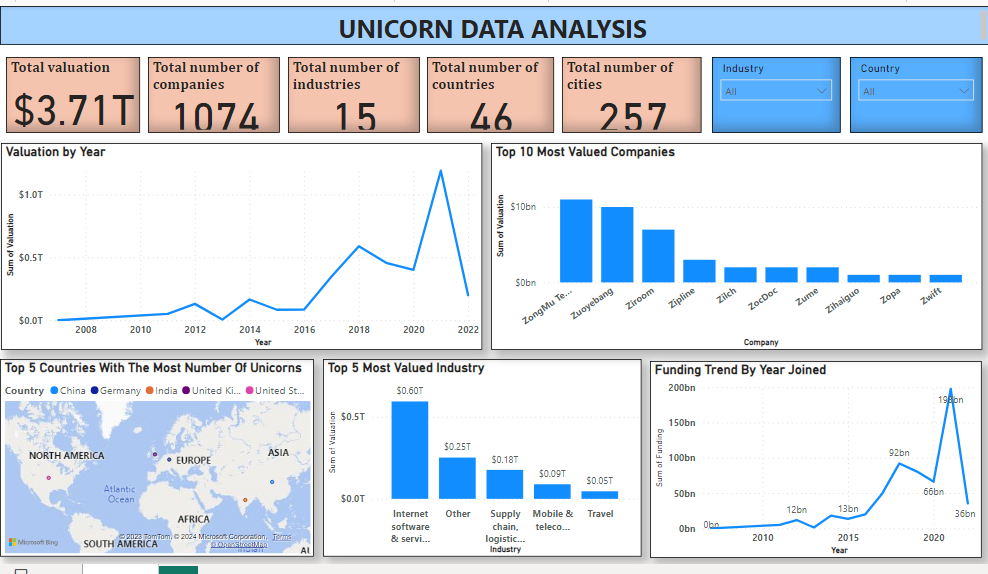 UNICORN DATA ANALYSIS
Total valuation
$3.71T
Total number of
companies
1074
Total number of
industries
15
Total number of
countries
46
Total number of
cities
257
Industry
All
Country
All
Valuation by Year
Sum of Valuation
$1.0T
$0.5T
$0.0T
2008 2010 2012 2014 2016 2018 2020 2022
Year
Top 10 Most Valued Companies
Sum of Valuation
$10bn
$0bn
ZongMu Te...
Zuoyebang
Ziroom
Zipline
Zilch
ZocDoc
Zume
Zihaiguo
Zopa
Zwift
Company
Top 5 Countries With The Most Number Of Unicorns
Country China Germany India United Ki... United St...
NORTH AMERICA
EUROPE
ASIA
Atlantic
Ocean
AFRICA
SOUTH AMERICA
Microsoft Bing
© 2023 TomTom, © 2024 Microsoft Corporation, Terms
© OpenStreetMap
Indian
AU
Top 5 Most Valued Industry
Sum of Valuation
$0.5T
$0.0T
$0.60T
$0.25T
$0.18T
$0.09T
$0.05T
Internet
software
& servi...
Other
Supply
chain,
logistic...
Mobile &
teleco...
Travel
Industry
Funding Trend By Year Joined
Sum of Funding
200bn
150bn
100bn
50bn
0bn
0bn
12bn
13bn
92bn
66bn
198bn
36bn
2010 2015 2020
Year